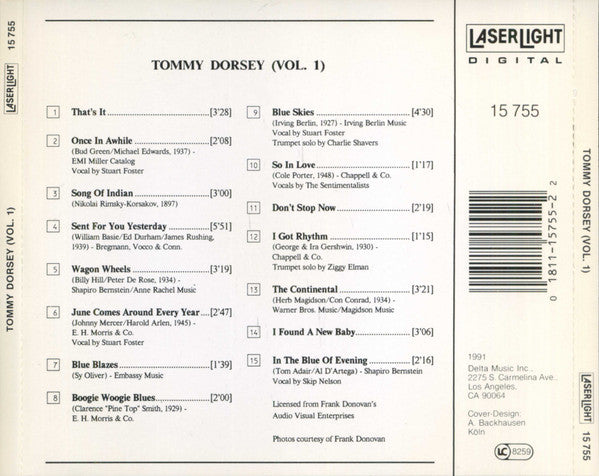 LASERLIGHT
15 755
TOMMY DORSEY (VOL. 1)
TOMMY DORSEY (VOL. 1)
1 That's It [3'28]
2 Once In Awhile [2'08]
(Bud Green/Michael Edwards, 1937) -
EMI Miller Catalog
Vocal by Stuart Foster
3 Song Of Indian [3'00]
(Nikolai Rimsky-Korsakov, 1897)
4 Sent For You Yesterday [5'51]
(William Basie/Ed Durham/James Rushing,
1939) - Bregmann, Vocco & Conn.
5 Wagon Wheels [3'19]
(Billy Hill/Peter De Rose, 1934) -
Shapiro Bernstein/Anne Rachel Music
6 June Comes Around Every Year [2'47]
(Johnny Mercer/Harold Arlen, 1945) -
E. H. Morris & Co.
Vocal by Stuart Foster
7 Blue Blazes [1'39]
(Sy Oliver) - Embassy Music
8 Boogie Woogie Blues [2'00]
(Clarence "Pine Top" Smith, 1929) -
E. H. Morris & Co.
9 Blue Skies [4'30]
(Irving Berlin, 1927) - Irving Berlin Music
Vocal by Stuart Foster
Trumpet solo by Charlie Shavers
10 So In Love [1'17]
(Cole Porter, 1948) - Chappell & Co.
Vocals by The Sentimentalists
11 Don't Stop Now [2'19]
12 I Got Rhythm [1'15]
(George & Ira Gershwin, 1930) -
Chappell & Co.
Trumpet solo by Ziggy Elman
13 The Continental [3'21]
(Herb Magidson/Con Conrad, 1934) -
Warner Bros. Music/Magidson Music
14 I Found A New Baby [3'06]
15 In The Blue Of Evening [2'16]
(Tom Adair/Al D'Artega) - Shapiro Bernstein
Vocal by Skip Nelson
Licensed from Frank Donovan's
Audio Visual Enterprises
Photos courtesy of Frank Donovan
LASERLIGHT
DIGITAL
15 755
0 1811-15755-2 2
1991
Delta Music Inc.,
2275 S. Carmelina Ave.,
Los Angeles,
CA 90064
Cover-Design:
A. Backhausen
Köln
LC 8259
TOMMY DORSEY (VOL. 1)
LASERLIGHT
15 755